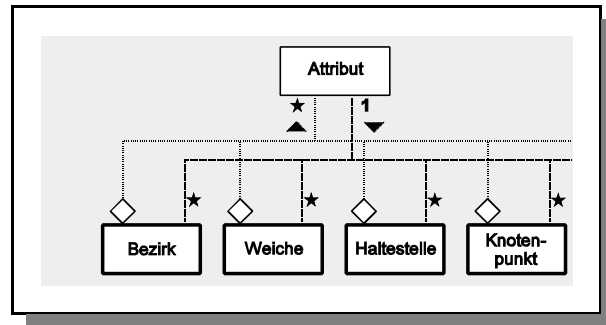 Attribut
★ 1
★ ★ ★ ★
Bezirk Weiche Haltestelle Knoten-
punkt